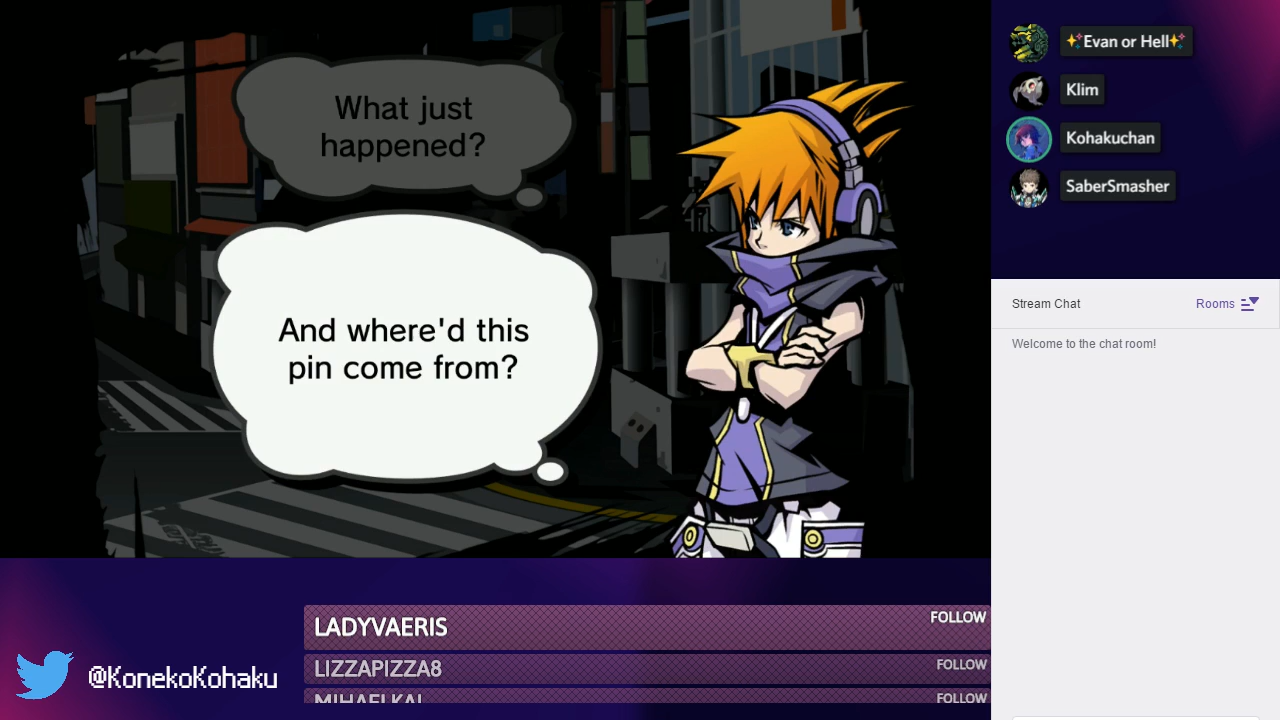 What just
happened?
And where'd this
pin come from?
✨Evan or Hell✨
Klim
Kohakuchan
SaberSmasher
Stream Chat
Rooms
Welcome to the chat room!
LADYVAERIS
FOLLOW
LIZZAPIZZA8
FOLLOW
FOLLOW
@KonekoKohaku